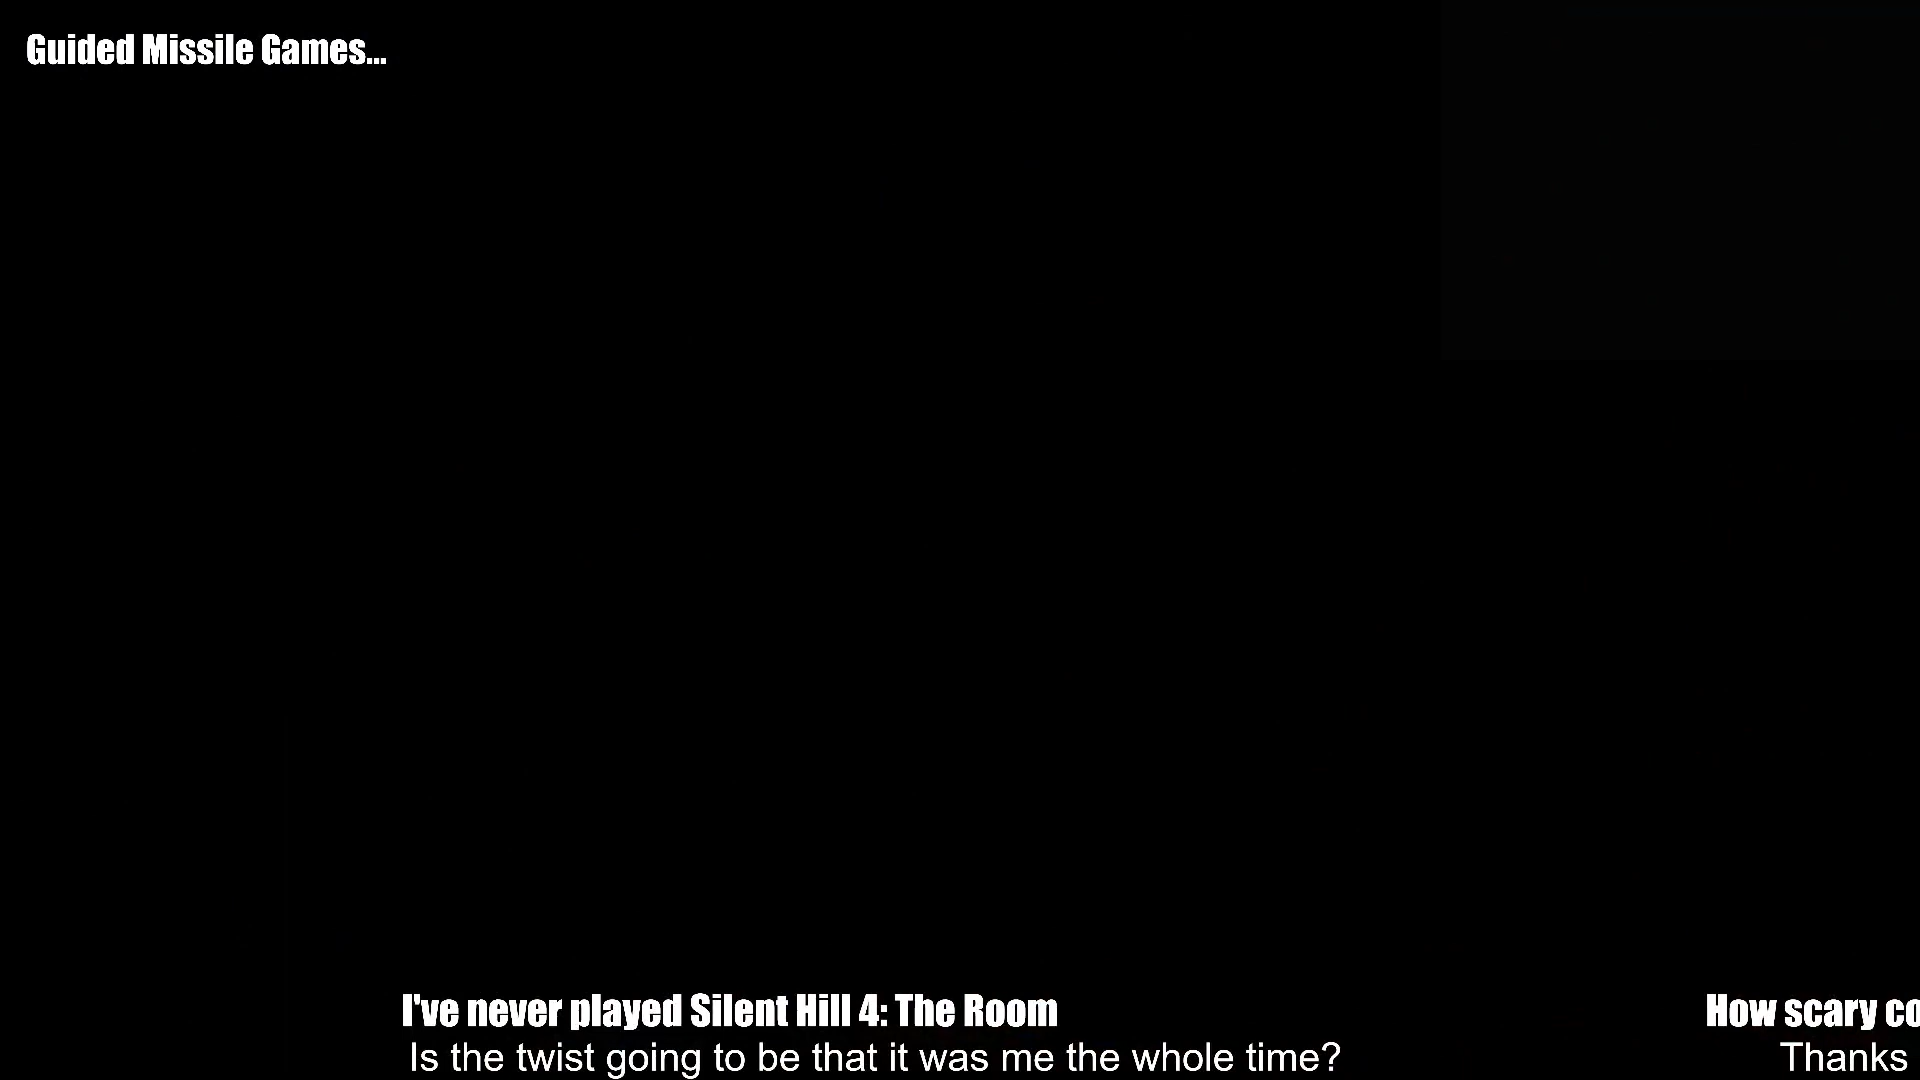 Guided Missile Games...
I've never played Silent Hill 4: The Room
How scary co
Is the twist going to be that it was me the whole time?
Thanks